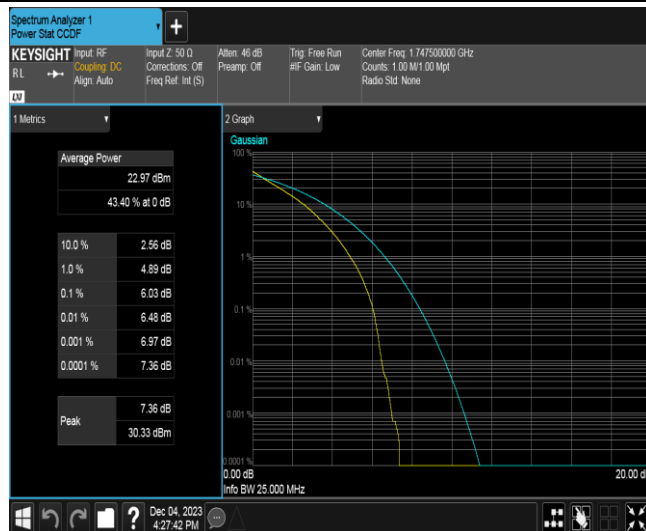 Spectrum Analyzer 1
Power Stat CCDF
KEYSIGHT Input: RF Input Z: 50 Ω Atten: 46 dB Trig: Free Run Center Freq: 1.747500000 GHz
RL Coupling: DC Corrections: Off Preamp: Off #IF Gain: Low Counts: 1.00 M/1.00 Mpt
Align: Auto Freq Ref: Int (S) Radio Std: None
1 Metrics
Average Power
22.97 dBm
43.40 % at 0 dB
10.0 % 2.56 dB
1.0 % 4.89 dB
0.1 % 6.03 dB
0.01 % 6.48 dB
0.001 % 6.97 dB
0.0001 % 7.36 dB
Peak 7.36 dB
30.33 dBm
2 Graph
Gaussian
100 %
10 %
1 %
0.1 %
0.01 %
0.001 %
0.0001 %
0.00 dB 20.00 d
Info BW 25.000 MHz
Dec 04, 2023
4:27:42 PM